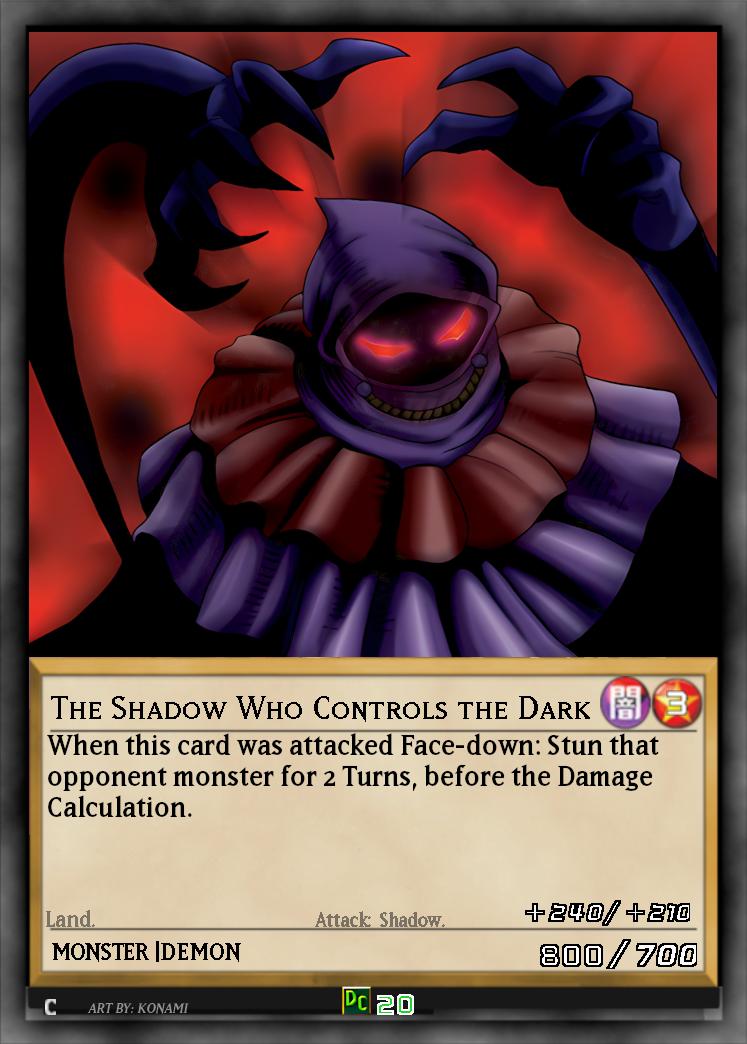 The Shadow Who Controls the Dark 闇 3
When this card was attacked Face-down: Stun that
opponent monster for 2 Turns, before the Damage
Calculation.
Land. Attack: Shadow. +240/+210
MONSTER |DEMON 800/700
C ART BY: KONAMI DC 20